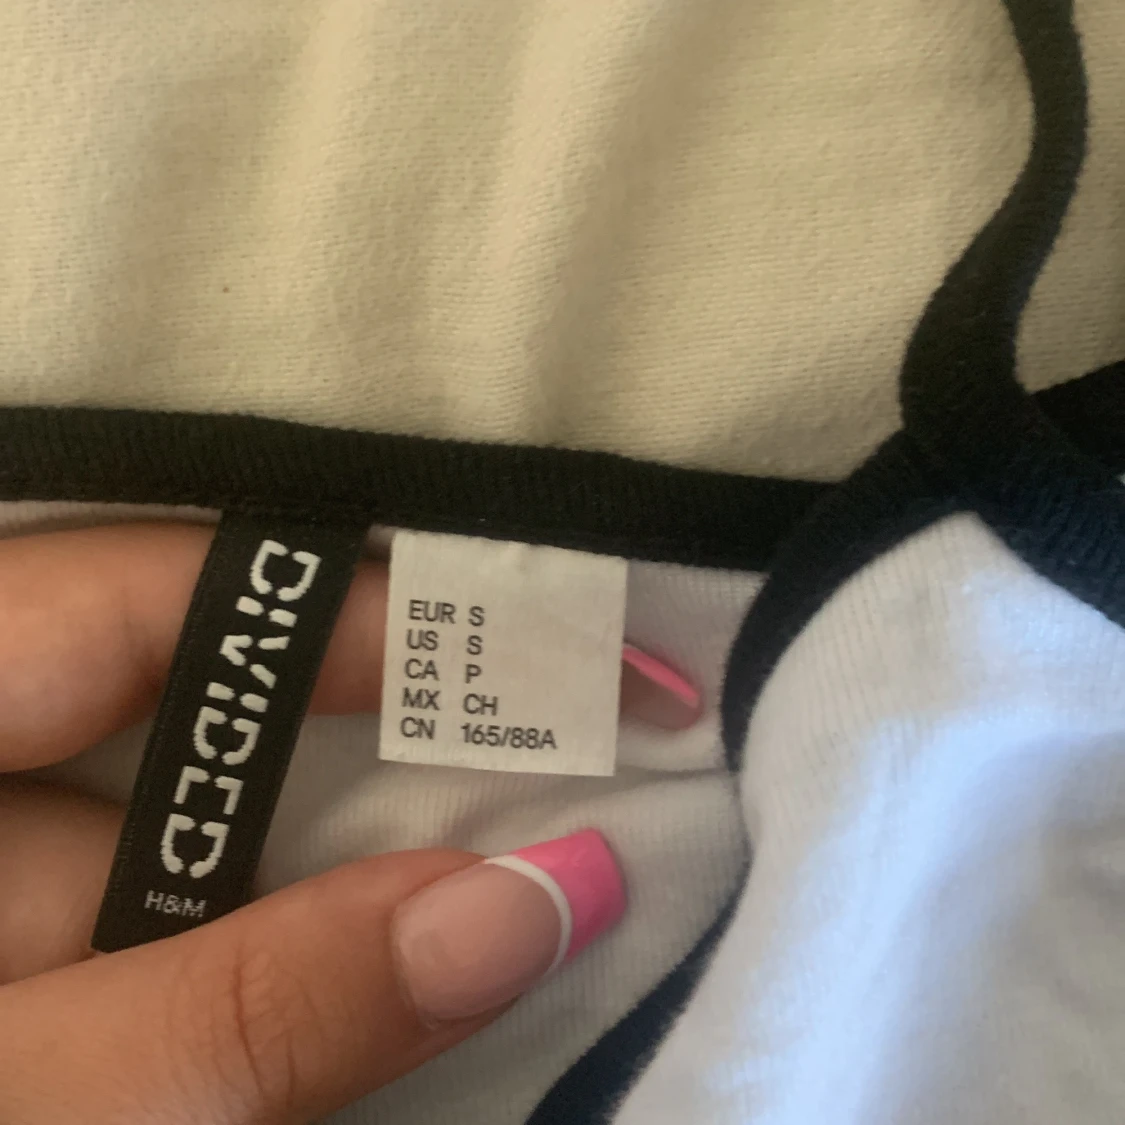 DIVIDED
H&M
EUR S
US S
CA P
MX CH
CN 165/88A